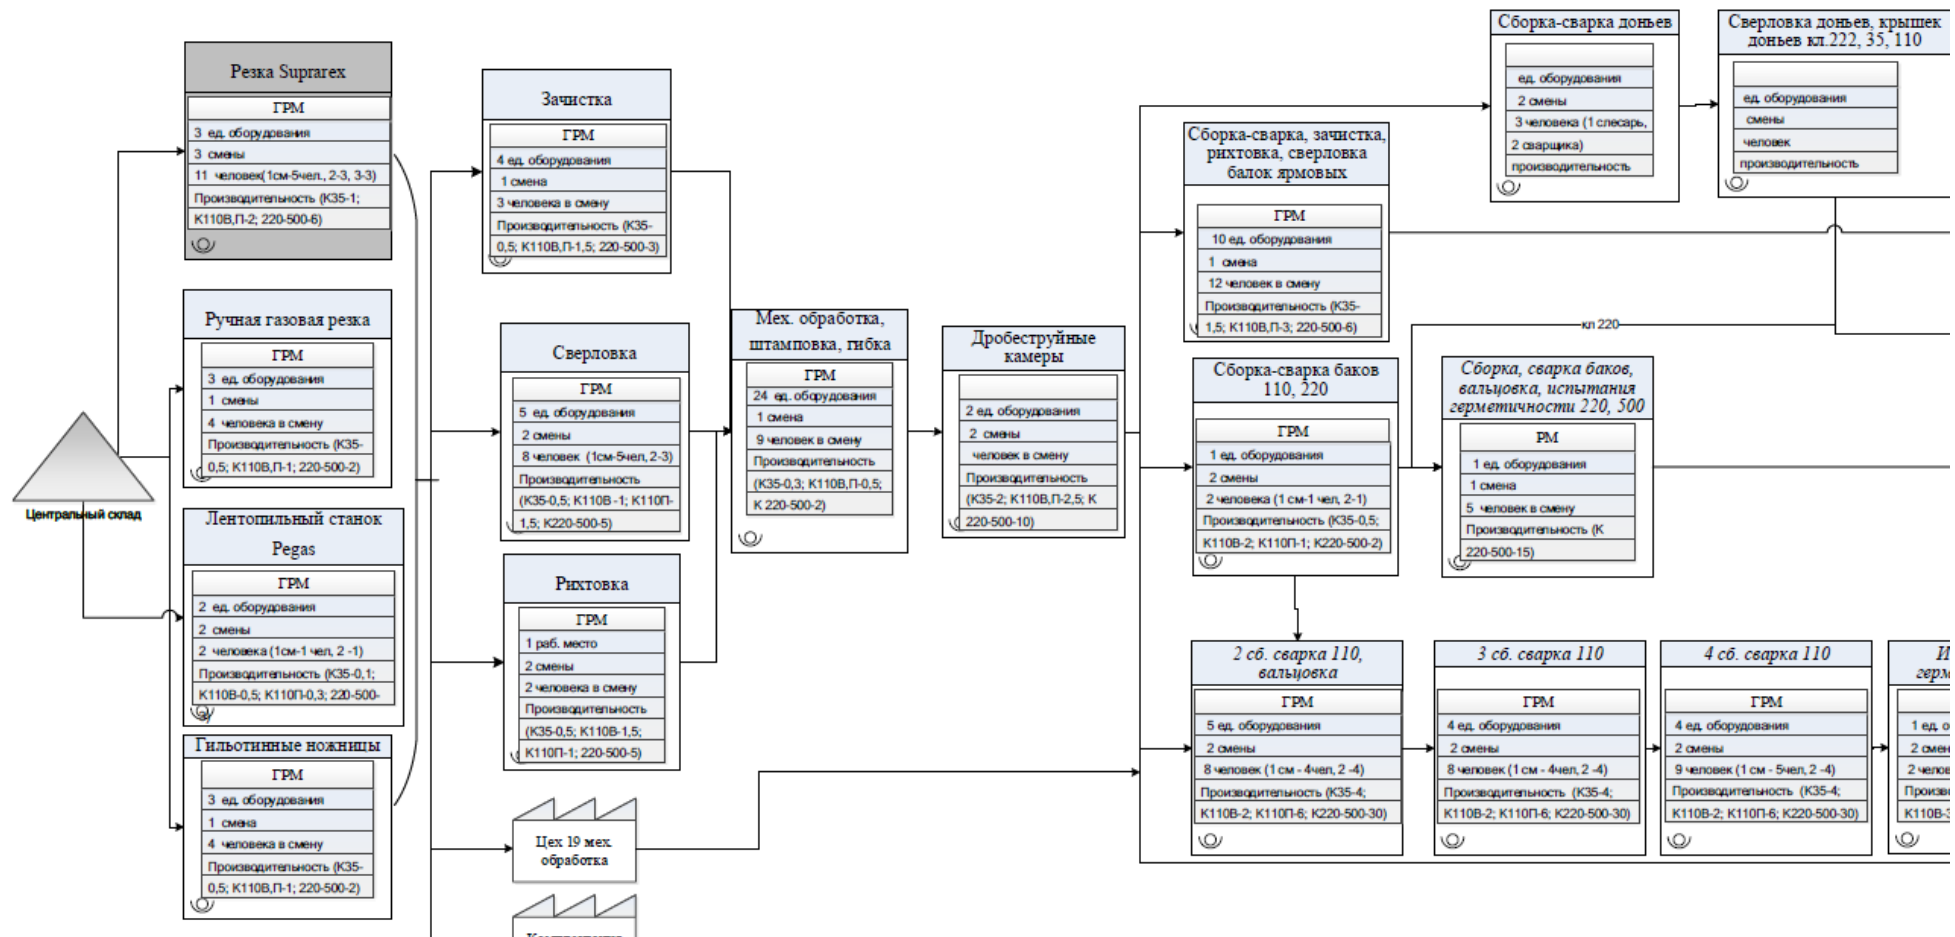 Резка Suprarex
ГРМ
3 ед. оборудования
3 смены
11 человек(1см-5чел., 2-3, 3-3)
Производительность (К35-1;
К110В,П-2; 220-500-6)
Ручная газовая резка
ГРМ
3 ед. оборудования
1 смены
4 человека в смену
Производительность (К35-
0,5; К110В,П-1; 220-500-2)
Центральный склад
Лентопильный станок
Pegas
ГРМ
2 ед. оборудования
2 смены
2 человека (1см-1 чел, 2 -1)
Производительность (К35-0,1;
К110В-0,5; К110П-0,3; 220-500-
Гильотинные ножницы
ГРМ
3 ед. оборудования
1 смена
4 человека в смену
Производительность (К35-
0,5; К110В,П-1; 220-500-2)
Зачистка
ГРМ
4 ед. оборудования
1 смена
3 человека в смену
Производительность (К35-
0,5; К110В,П-1,5; 220-500-3)
Сверловка
ГРМ
5 ед. оборудования
2 смены
8 человек (1см-5чел, 2-3)
Производительность
(К35-0,5; К110В -1; К110П-
1,5; К220-500-5)
Рихтовка
ГРМ
1 раб. место
2 смены
2 человека в смену
Производительность
(К35-0,5; К110В-1,5;
К110П-1; 220-500-5)
Цех 19 мех.
обработка
Мех. обработка,
штамповка, гибка
ГРМ
24 ед. оборудования
1 смена
9 человек в смену
Производительность
(К35-0,3; К110В,П-0,5;
К 220-500-2)
Дробеструйные
камеры
2 ед. оборудования
2 смены
человек в смену
Производительность
(К35-2; К110В,П-2,5; К
220-500-10)
Сборка-сварка, зачистка,
рихтовка, сверловка
балок ярмовых
ГРМ
10 ед. оборудования
1 смена
12 человек в смену
Производительность (К35-
1,5; К110В,П-3; 220-500-6)
Сборка-сварка доньев
ед. оборудования
2 смены
3 человека (1 слесарь,
2 сварщика)
производительность
Сверловка доньев, крышек
доньев кл.222, 35, 110
ед. оборудования
смены
человек
производительность
кл 220
Сборка-сварка баков
110, 220
ГРМ
1 ед. оборудования
2 смены
2 человека (1 см-1 чел, 2-1)
Производительность (К35-0,5;
К110В-2; К110П-1; К220-500-2)
Сборка, сварка баков,
вальцовка, испытания
герметичности 220, 500
РМ
1 ед. оборудования
1 смена
5 человек в смену
Производительность (К
220-500-15)
2 сб. сварка 110,
вальцовка
ГРМ
5 ед. оборудования
2 смены
8 человек (1 см - 4чел, 2 -4)
Производительность (К35-4;
К110В-2; К110П-6; К220-500-30)
3 сб. сварка 110
ГРМ
4 ед. оборудования
2 смены
8 человек (1 см - 4чел, 2 -4)
Производительность (К35-4;
К110В-2; К110П-6; К220-500-30)
4 сб. сварка 110
ГРМ
4 ед. оборудования
2 смены
9 человек (1 см - 5чел, 2 -4)
Производительность (К35-4;
К110В-2; К110П-6; К220-500-30)
И
герм
1 ед. о
2 смен
2 челов
Произв
К110В-3